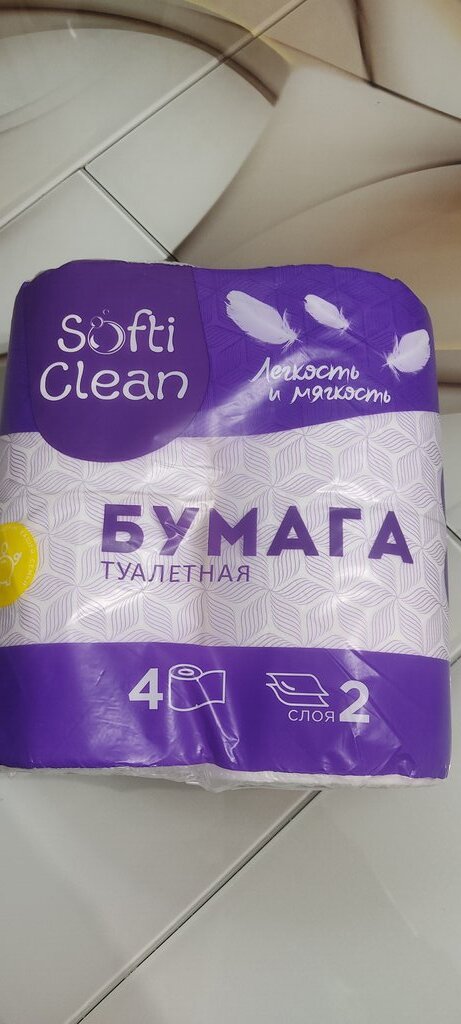 Softi
Clean
Легкость
и мягкость
БУМАГА
ТУАЛЕТНАЯ
4
слоя 2